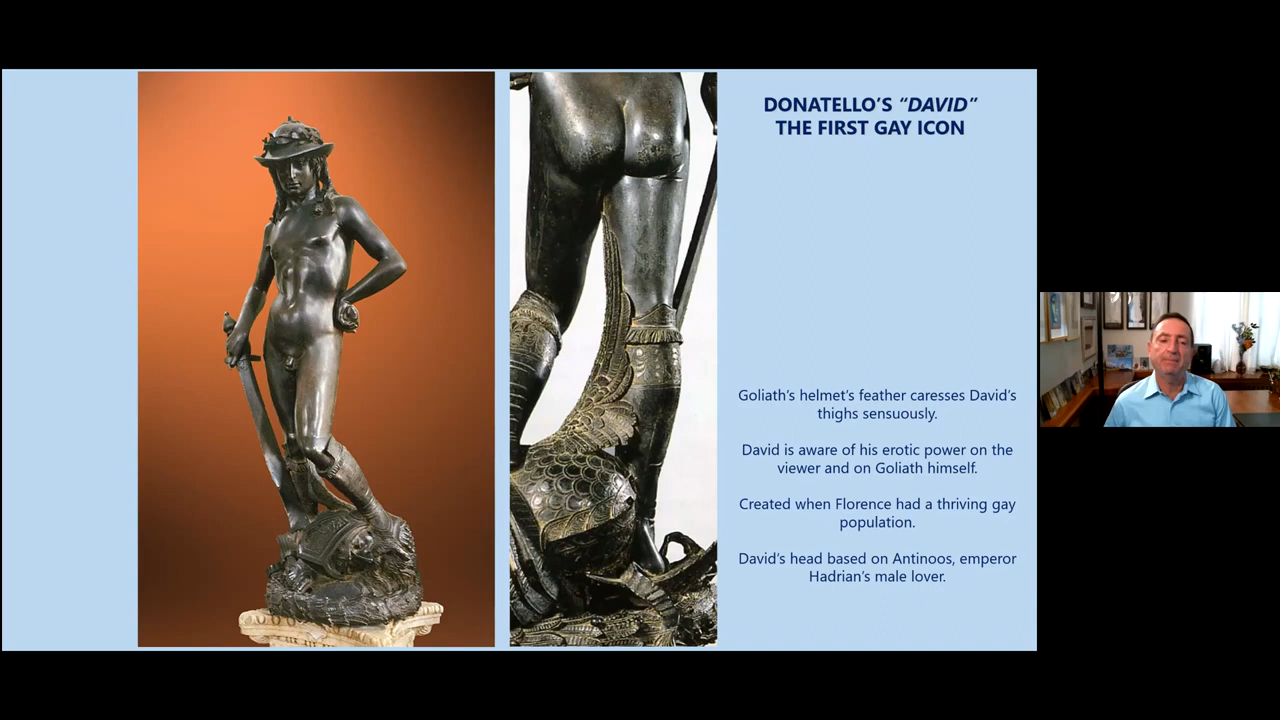 DONATELLO’S “DAVID”
THE FIRST GAY ICON
Goliath’s helmet’s feather caresses David’s
thighs sensuously.
David is aware of his erotic power on the
viewer and on Goliath himself.
Created when Florence had a thriving gay
population.
David’s head based on Antinoos, emperor
Hadrian’s male lover.